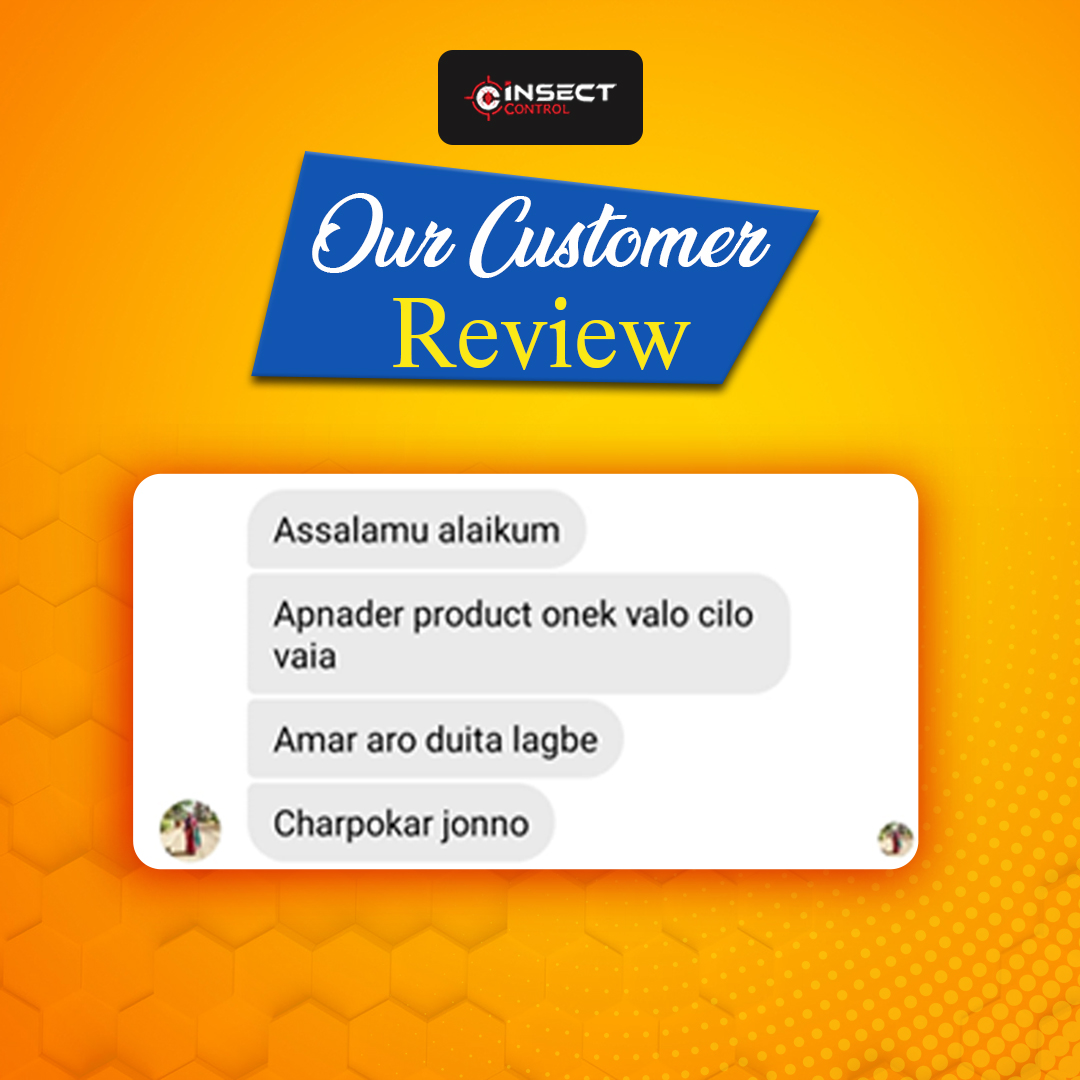 INSECT
CONTROL
Our Customer
Review
Assalamu alaikum
Apnader product onek valo cilo
vaia
Amar aro duita lagbe
Charpokar jonno